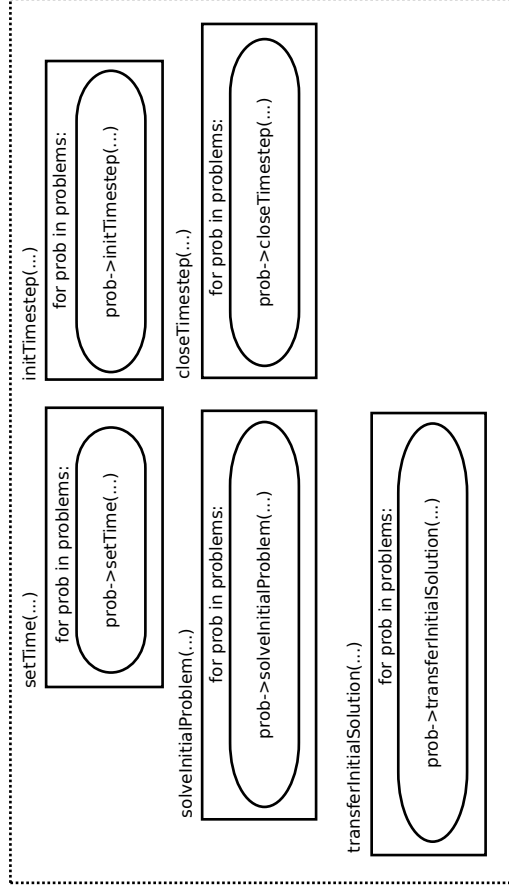 setTime(...)
for prob in problems:
prob->setTime(...)
initTimestep(...)
for prob in problems:
prob->initTimestep(...)
solveInitialProblem(...)
for prob in problems:
prob->solveInitialProblem(...)
closeTimestep(...)
for prob in problems:
prob->closeTimestep(...)
transferInitialSolution(...)
for prob in problems:
prob->transferInitialSolution(...)